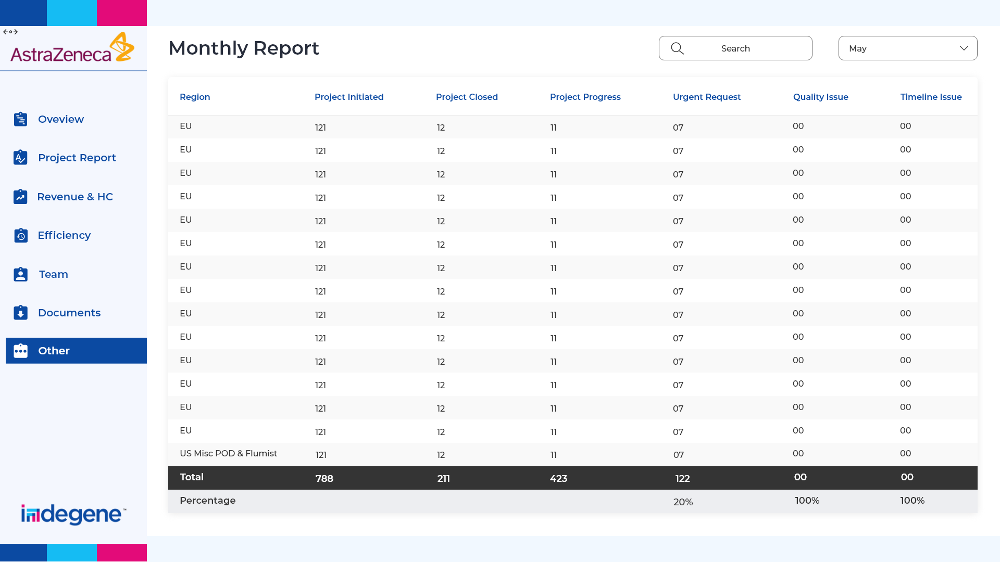 AstraZeneca
Monthly Report
Search
May
Region Project Initiated Project Closed Project Progress Urgent Request Quality Issue Timeline Issue
EU 121 12 11 07 00 00
EU 121 12 11 07 00 00
EU 121 12 11 07 00 00
EU 121 12 11 07 00 00
EU 121 12 11 07 00 00
EU 121 12 11 07 00 00
EU 121 12 11 07 00 00
EU 121 12 11 07 00 00
EU 121 12 11 07 00 00
EU 121 12 11 07 00 00
EU 121 12 11 07 00 00
EU 121 12 11 07 00 00
EU 121 12 11 07 00 00
EU 121 12 11 07 00 00
US Misc POD & Flumist 121 12 11 07 00 00
Total 788 211 423 122 00 00
Percentage 20% 100% 100%
Oveview
Project Report
Revenue & HC
Efficiency
Team
Documents
Other
indegene™